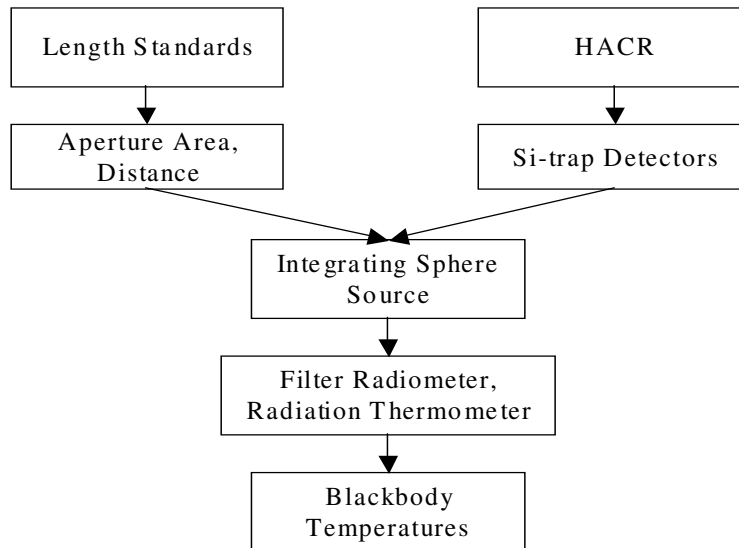 Length Standards
HACR
Aperture Area,
Distance
Si-trap Detectors
Integrating Sphere
Source
Filter Radiometer,
Radiation Thermometer
Blackbody
Temperatures